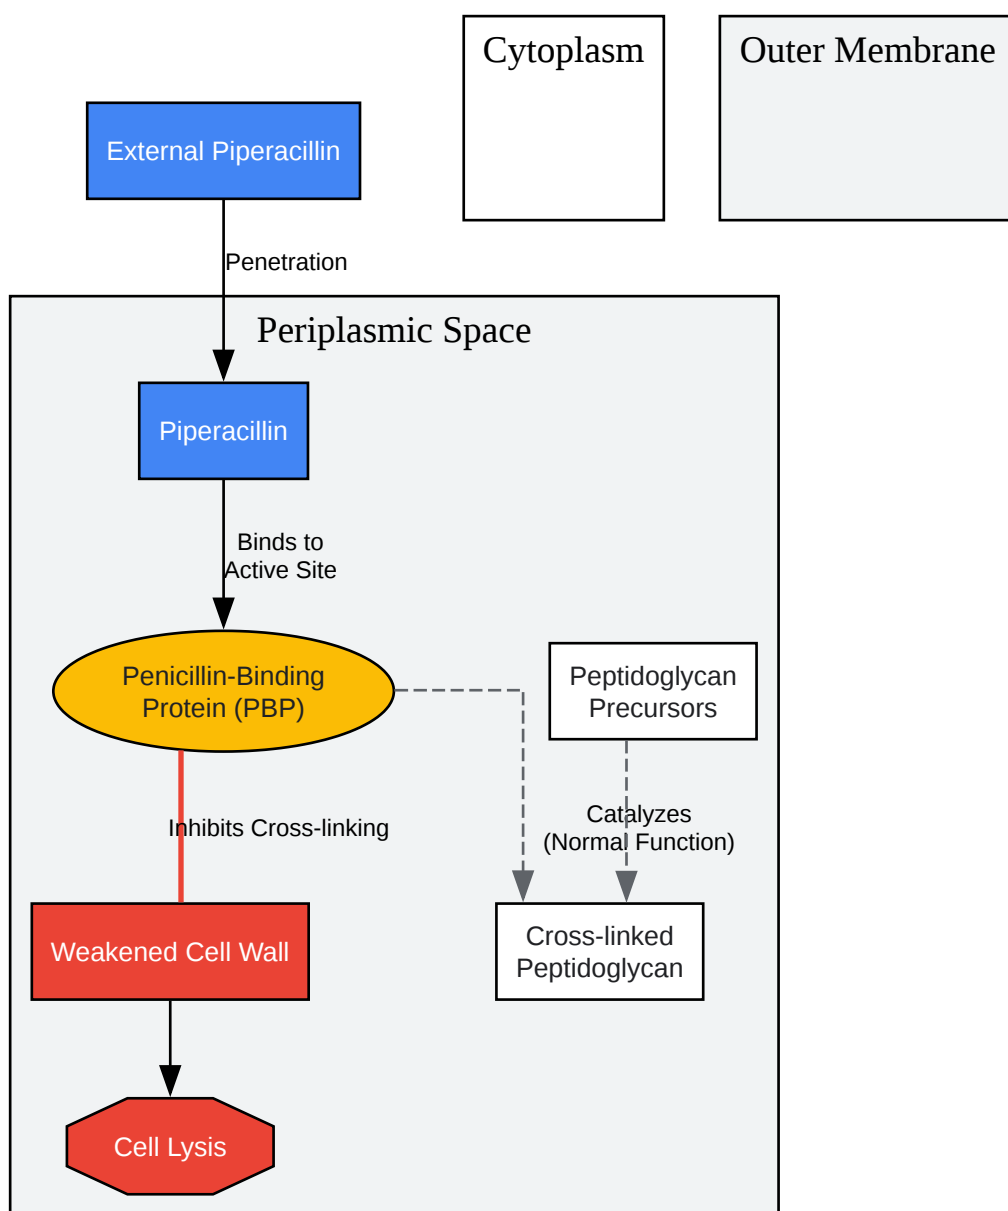 Cytoplasm
Outer Membrane
External Piperacillin
Penetration
Periplasmic Space
Piperacillin
Binds to
Active Site
Penicillin-Binding
Protein (PBP)
Peptidoglycan
Precursors
Inhibits Cross-linking
Catalyzes
(Normal Function)
Weakened Cell Wall
Cross-linked
Peptidoglycan
Cell Lysis